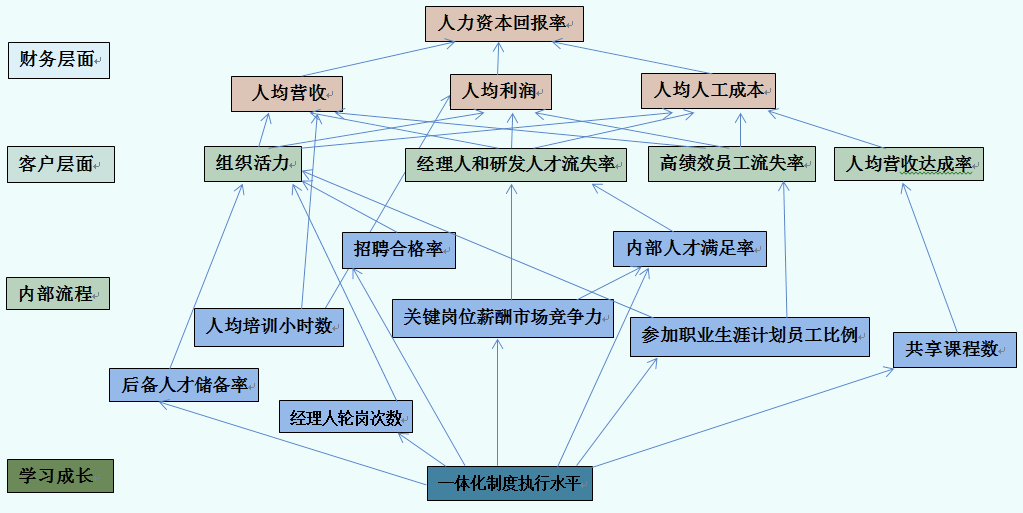 人力资本回报率
财务层面
人均营收
人均利润
人均人工成本
客户层面
组织活力
经理人和研发人才流失率
高绩效员工流失率
人均营收达成率
招聘合格率
内部人才满足率
内部流程
人均培训小时数
关键岗位薪酬市场竞争力
参加职业生涯计划员工比例
共享课程数
后备人才储备率
经理人轮岗次数
学习成长
一体化制度执行水平